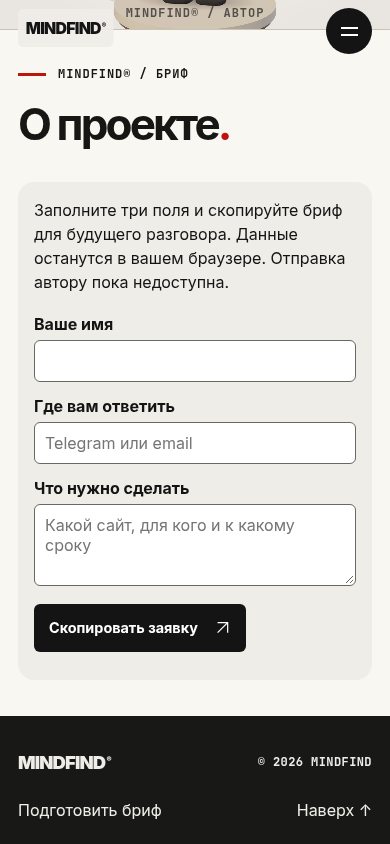 MINDFIND® / АВТОР
MINDFIND®
MINDFIND® / БРИФ
О проекте.
Заполните три поля и скопируйте бриф
для будущего разговора. Данные
останутся в вашем браузере. Отправка
автору пока недоступна.
Ваше имя
Где вам ответить
Telegram или email
Что нужно сделать
Какой сайт, для кого и к какому
сроку
Скопировать заявку
MINDFIND®
© 2026 MINDFIND
Подготовить бриф
Наверх ↑